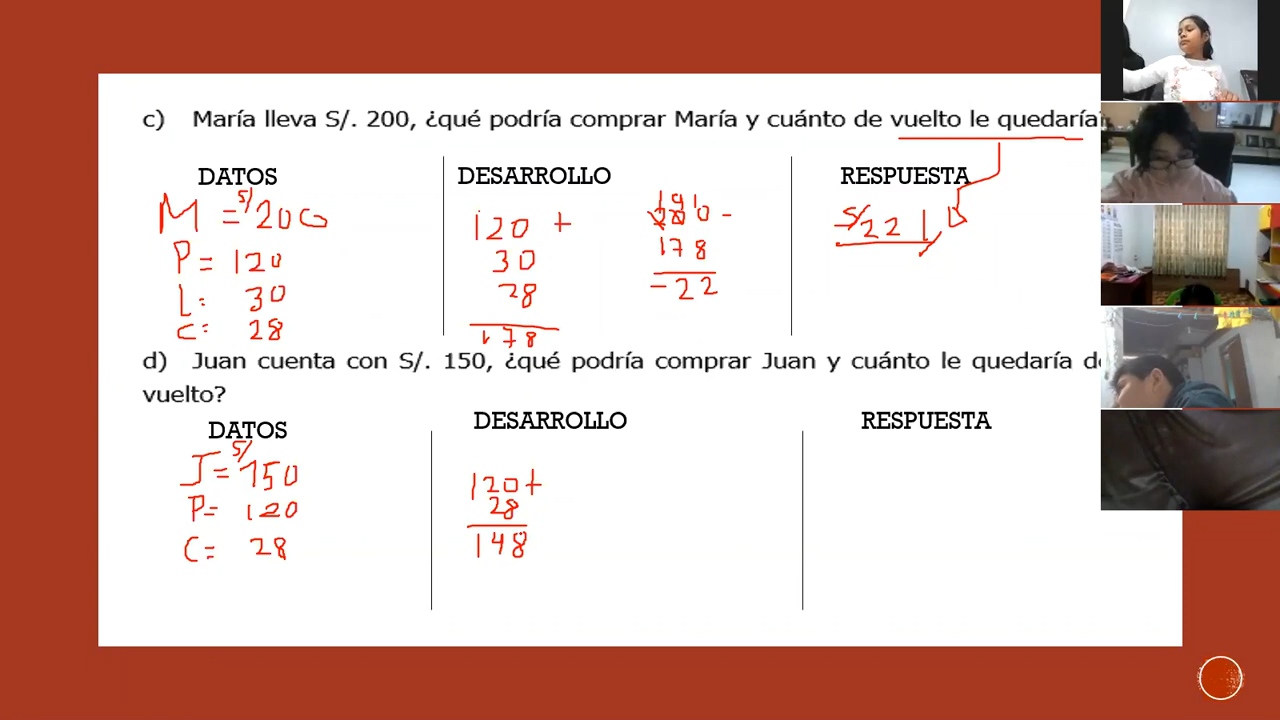 c) María lleva S/. 200, ¿qué podría comprar María y cuánto de vuelto le quedaría
DATOS
M = S/ 200
P = 120
L = 30
C = 28
DESARROLLO
120 +
30
28
178
19 1
200 -
178
- 22
RESPUESTA
S/ 22
d) Juan cuenta con S/. 150, ¿qué podría comprar Juan y cuánto le quedaría de
vuelto?
DATOS
J = S/ 150
P = 120
C = 28
DESARROLLO
120 +
28
148
RESPUESTA